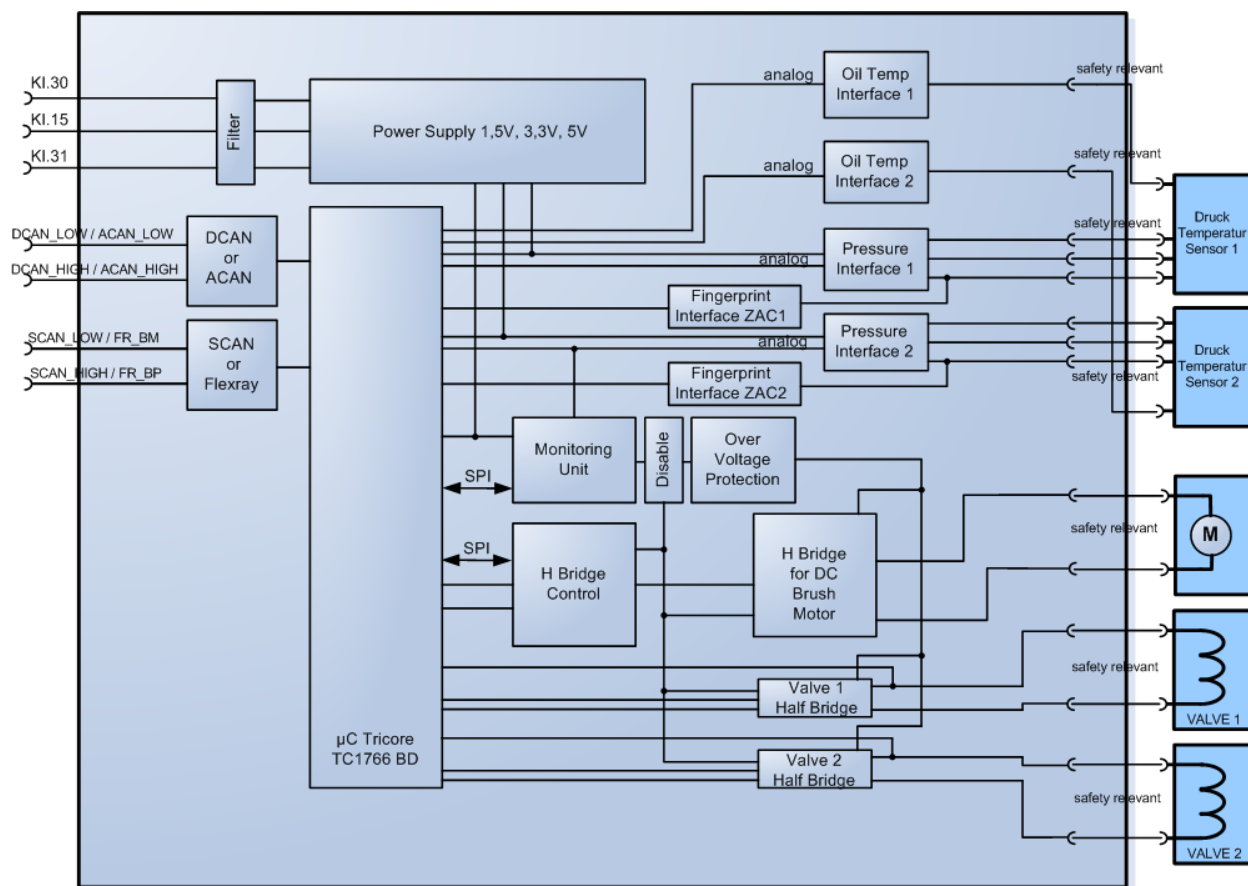 KI.30
KI.15
KI.31
Filter
Power Supply 1,5V, 3,3V, 5V
analog
Oil Temp
Interface 1
safety relevant
analog
Oil Temp
Interface 2
safety relevant
DCAN_LOW / ACAN_LOW
DCAN_HIGH / ACAN_HIGH
DCAN
or
ACAN
analog
Pressure
Interface 1
safety relevant
Druck
Temperatur
Sensor 1
Fingerprint
Interface ZAC1
SCAN_LOW / FR_BM
SCAN_HIGH / FR_BP
SCAN
or
Flexray
analog
Pressure
Interface 2
safety relevant
Druck
Temperatur
Sensor 2
Fingerprint
Interface ZAC2
Monitoring
Unit
Disable
Over
Voltage
Protection
SPI
SPI
H Bridge
Control
H Bridge
for DC
Brush
Motor
safety relevant
M
Valve 1
Half Bridge
safety relevant
VALVE 1
µC Tricore
TC1766 BD
Valve 2
Half Bridge
safety relevant
VALVE 2